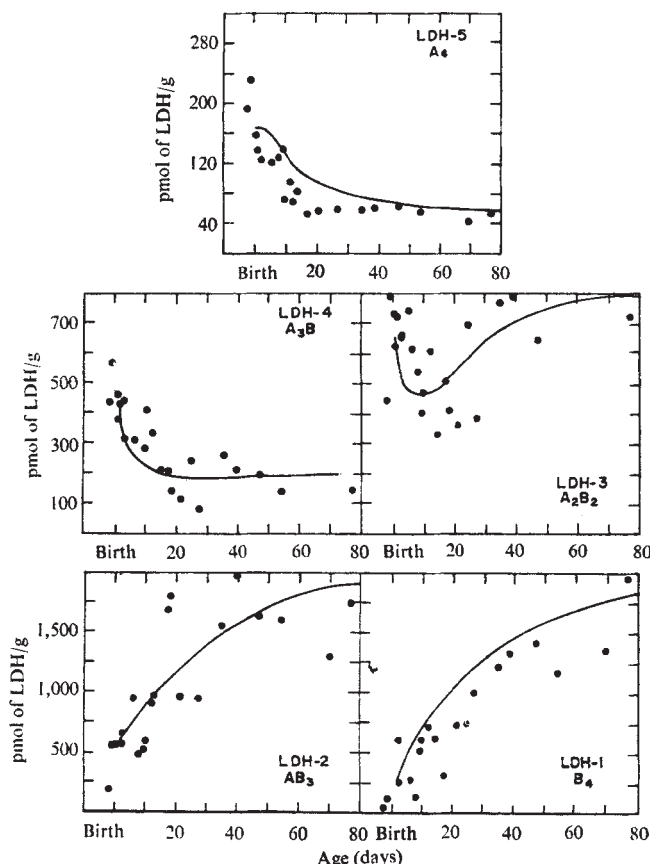 LDH-5
A₄
pmol of LDH/g
280
200
120
40
Birth 20 40 60 80
LDH-4
A₃B
pmol of LDH/g
700
500
300
100
Birth 20 40 60 80
LDH-3
A₂B₂
Birth 20 40 60 80
pmol of LDH/g
1,500
1,000
500
LDH-2
AB₃
Birth 20 40 60 80
LDH-1
B₄
Birth 20 40 60 80
Age (days)